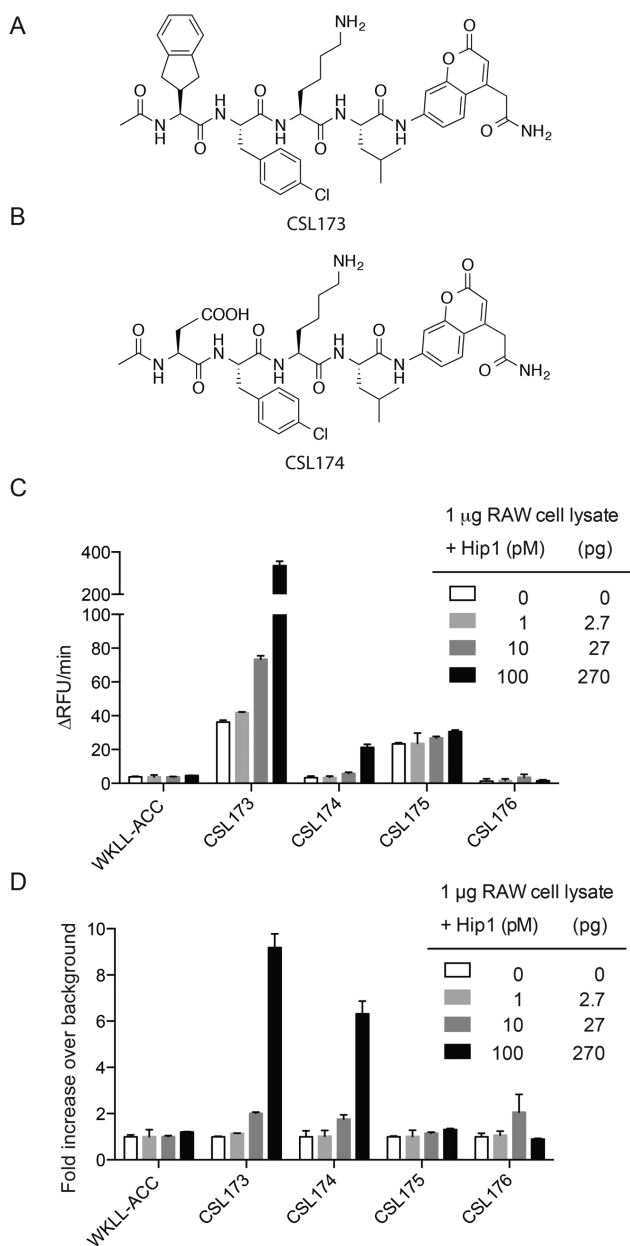 A
NH₂
O
O
O
O
O
H
N
H
N
N
H
O
N
H
O
N
H
O
NH₂
Cl
CSL173
B
NH₂
O
O
COOH
O
O
O
H
N
H
N
N
H
O
N
H
O
N
H
O
NH₂
Cl
CSL174
C
1 μg RAW cell lysate
+ Hip1 (pM) (pg)
0 0
1 2.7
10 27
100 270
400
200
100
80
60
40
20
0
ΔRFU/min
WKLL-ACC
CSL173
CSL174
CSL175
CSL176
D
1 µg RAW cell lysate
+ Hip1 (pM) (pg)
0 0
1 2.7
10 27
100 270
10
8
6
4
2
0
Fold increase over background
WKLL-ACC
CSL173
CSL174
CSL175
CSL176